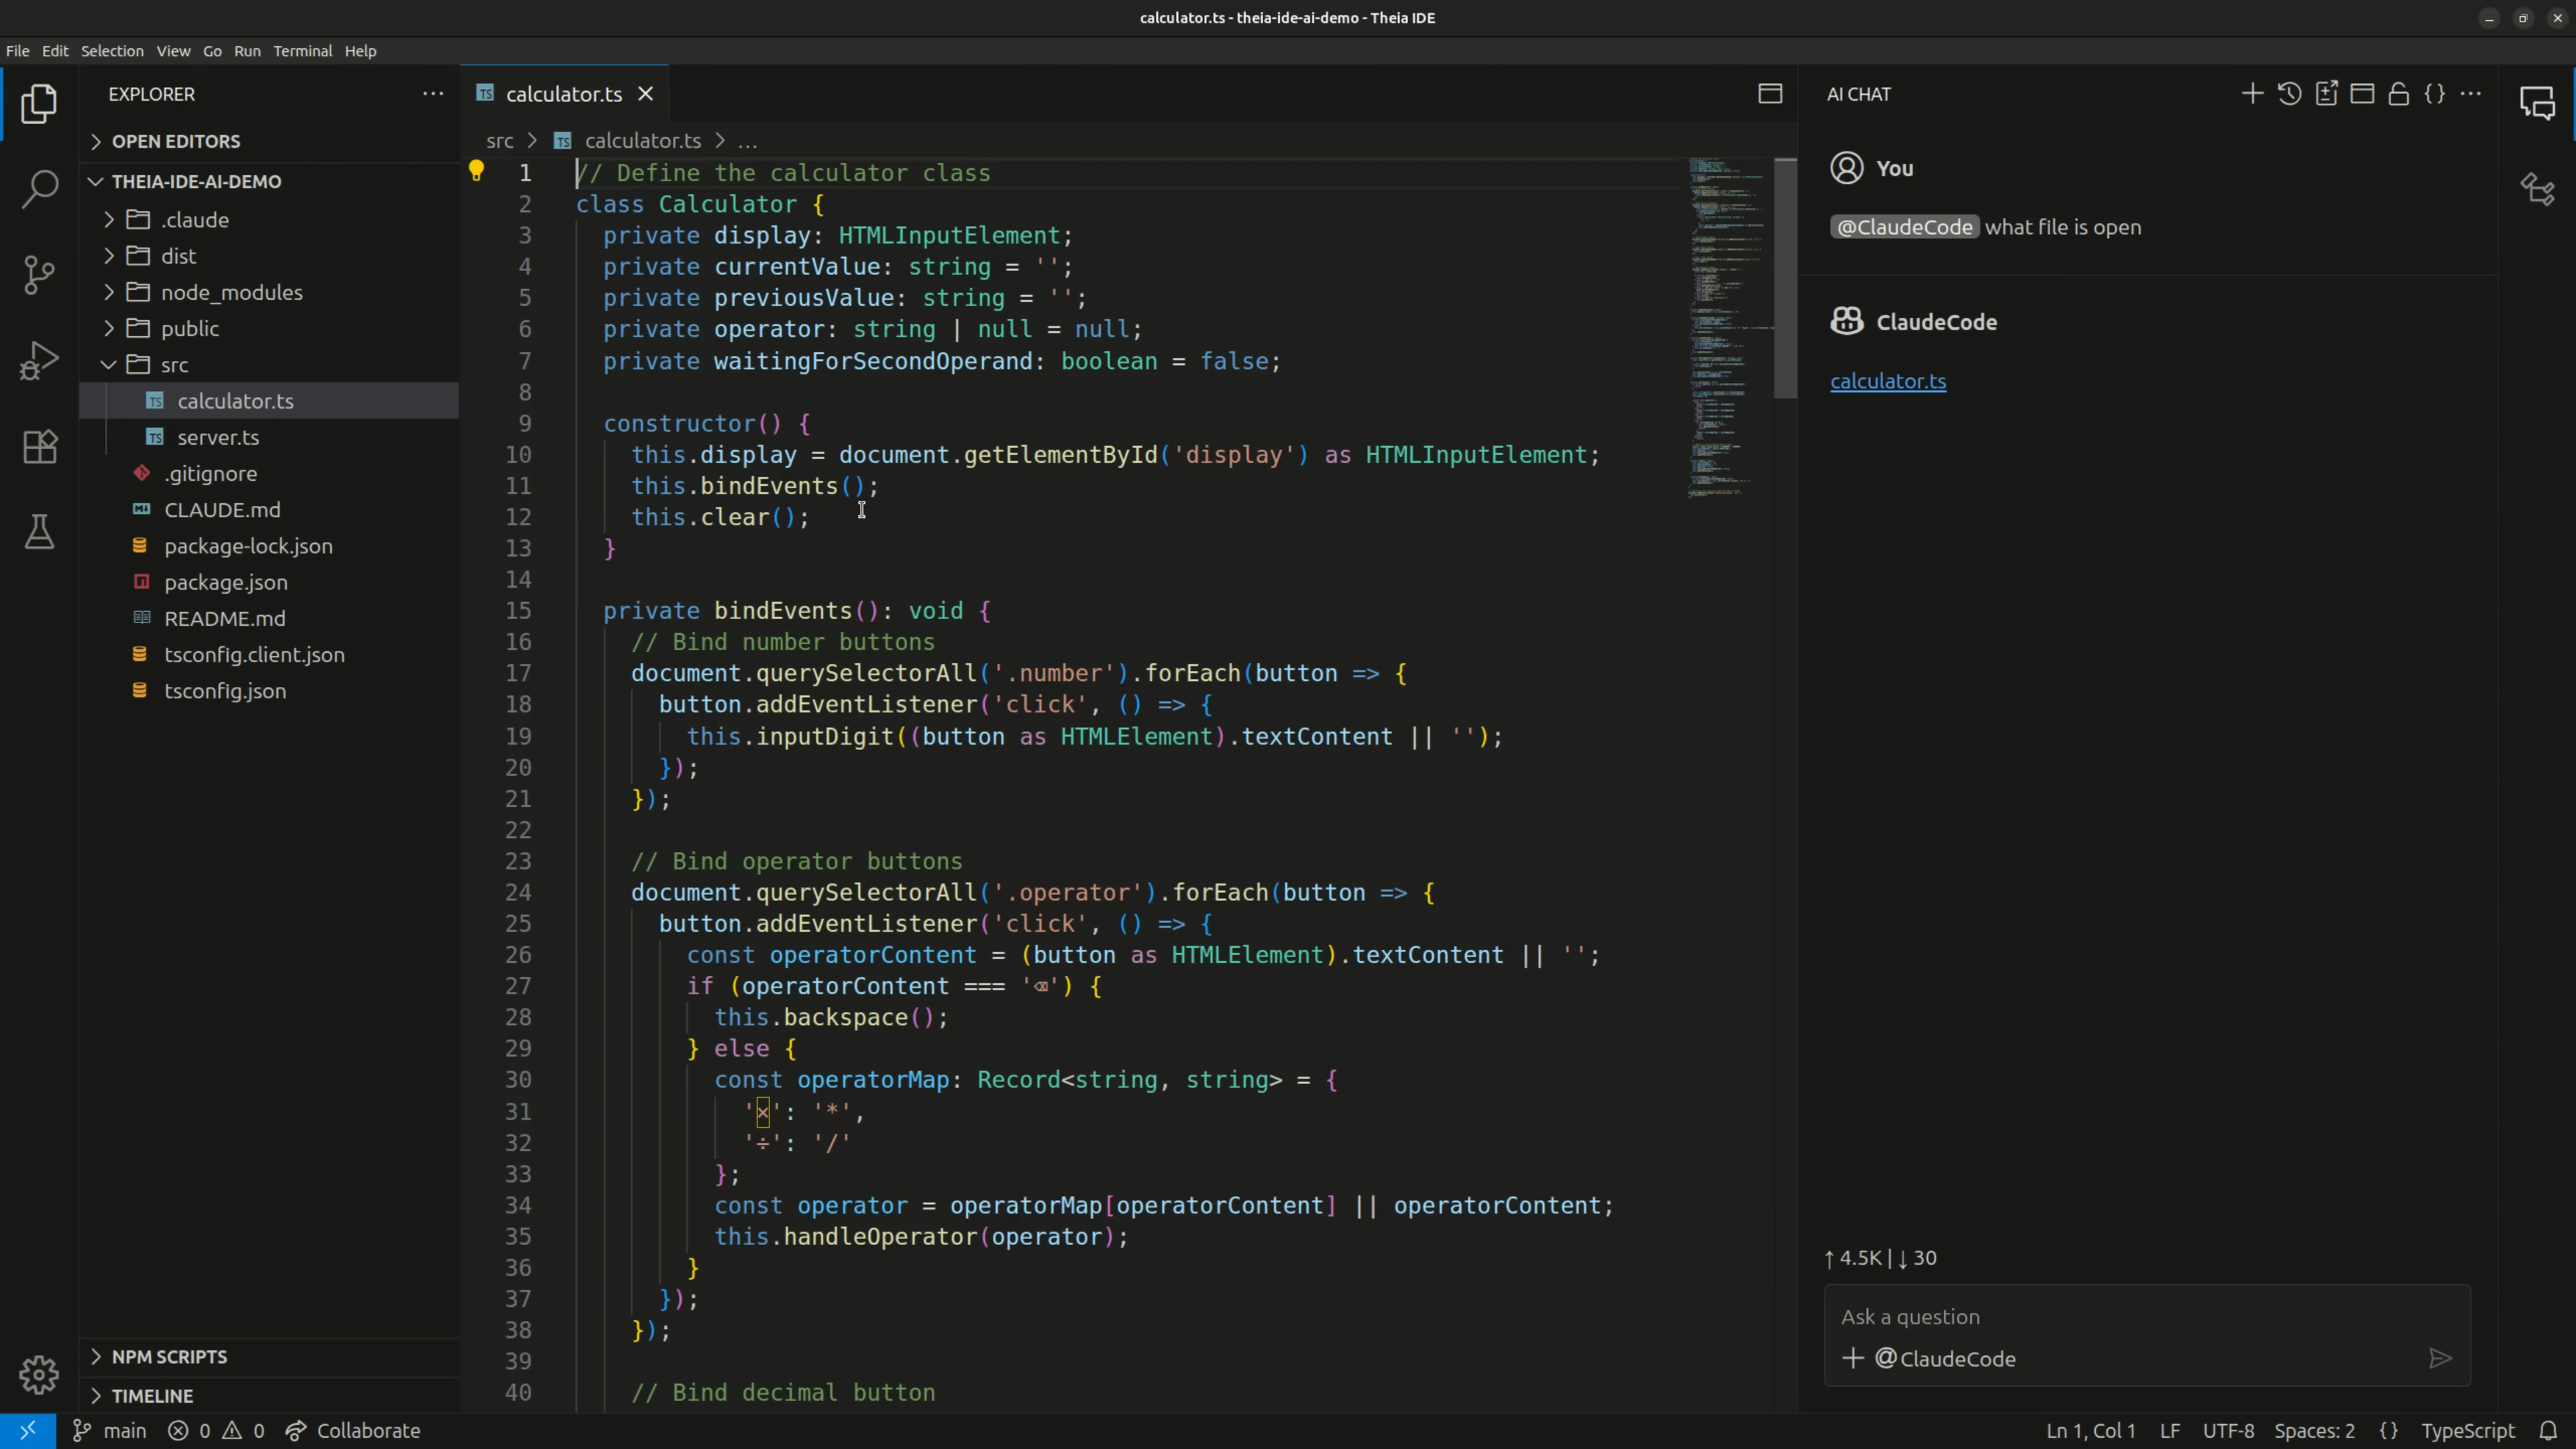 calculator.ts - theia-ide-ai-demo - Theia IDE
File Edit Selection View Go Run Terminal Help
EXPLORER
OPEN EDITORS
THEIA-IDE-AI-DEMO
.claude
dist
node_modules
public
src
TS calculator.ts
TS server.ts
.gitignore
CLAUDE.md
package-lock.json
package.json
README.md
tsconfig.client.json
tsconfig.json
NPM SCRIPTS
TIMELINE
TS calculator.ts
src > TS calculator.ts > ...
1 // Define the calculator class
2 class Calculator {
3 private display: HTMLInputElement;
4 private currentValue: string = '';
5 private previousValue: string = '';
6 private operator: string | null = null;
7 private waitingForSecondOperand: boolean = false;
8
9 constructor() {
10 this.display = document.getElementById('display') as HTMLInputElement;
11 this.bindEvents();
12 this.clear();
13 }
14
15 private bindEvents(): void {
16 // Bind number buttons
17 document.querySelectorAll('.number').forEach(button => {
18 button.addEventListener('click', () => {
19 this.inputDigit((button as HTMLElement).textContent || '');
20 });
21 });
22
23 // Bind operator buttons
24 document.querySelectorAll('.operator').forEach(button => {
25 button.addEventListener('click', () => {
26 const operatorContent = (button as HTMLElement).textContent || '';
27 if (operatorContent === '⌫') {
28 this.backspace();
29 } else {
30 const operatorMap: Record<string, string> = {
31 '×': '*',
32 '÷': '/'
33 };
34 const operator = operatorMap[operatorContent] || operatorContent;
35 this.handleOperator(operator);
36 }
37 });
38 });
39
40 // Bind decimal button
AI CHAT
You
@ClaudeCode what file is open
ClaudeCode
calculator.ts
↑ 4.5K | ↓ 30
Ask a question
@ClaudeCode
main 0 0 Collaborate
Ln 1, Col 1 LF UTF-8 Spaces: 2 {} TypeScript